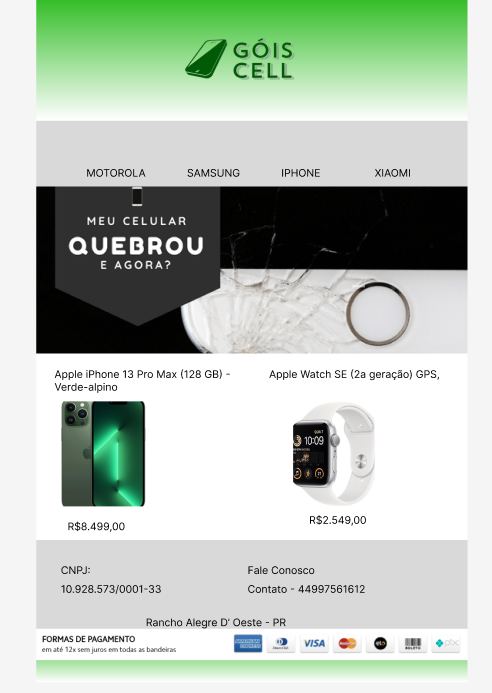 GÓIS
CELL
MOTOROLA SAMSUNG IPHONE XIAOMI
MEU CELULAR
QUEBROU
E AGORA?
Apple iPhone 13 Pro Max (128 GB) -
Verde-alpino
Apple Watch SE (2a geração) GPS,
10:09
R$8.499,00
R$2.549,00
CNPJ:
10.928.573/0001-33
Fale Conosco
Contato - 44997561612
Rancho Alegre D' Oeste - PR
FORMAS DE PAGAMENTO
em até 12x sem juros em todas as bandeiras
VISA
elo
BOLETO
pix